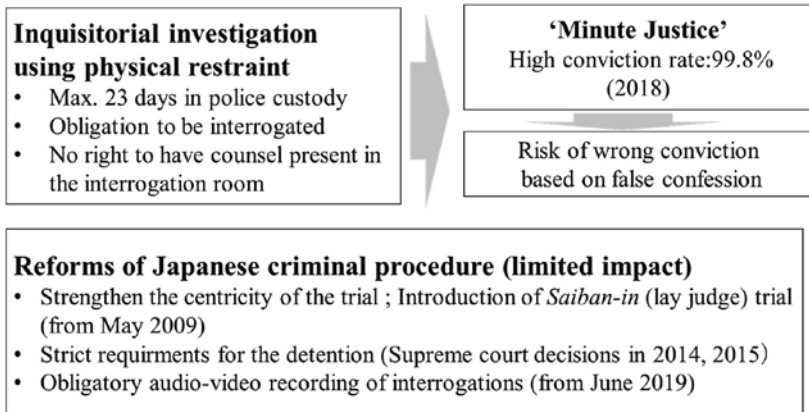 Inquisitorial investigation
using physical restraint
• Max. 23 days in police custody
• Obligation to be interrogated
• No right to have counsel present in
the interrogation room
‘Minute Justice’
High conviction rate:99.8%
(2018)
Risk of wrong conviction
based on false confession
Reforms of Japanese criminal procedure (limited impact)
• Strengthen the centricity of the trial ; Introduction of Saiban-in (lay judge) trial
(from May 2009)
• Strict requirments for the detention (Supreme court decisions in 2014, 2015)
• Obligatory audio-video recording of interrogations (from June 2019)